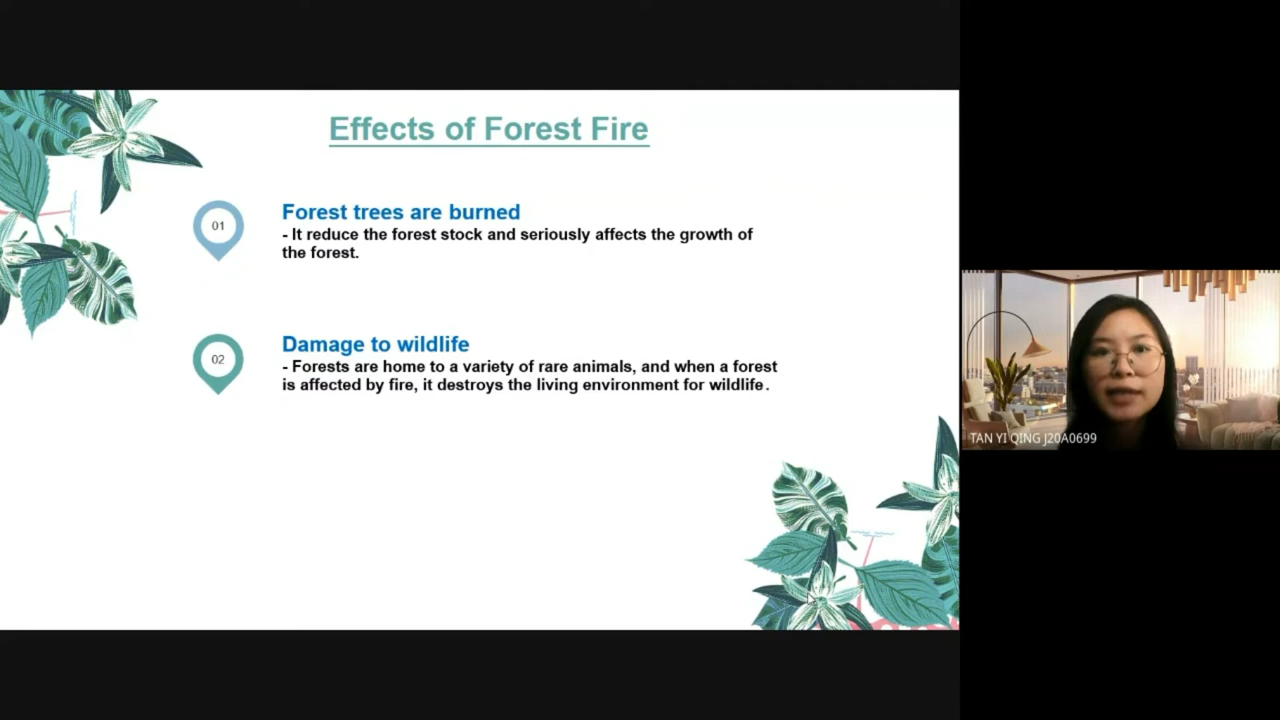 Effects of Forest Fire
01
Forest trees are burned
- It reduce the forest stock and seriously affects the growth of
the forest.
02
Damage to wildlife
- Forests are home to a variety of rare animals, and when a forest
is affected by fire, it destroys the living environment for wildlife.
TAN YI QING J20A0699